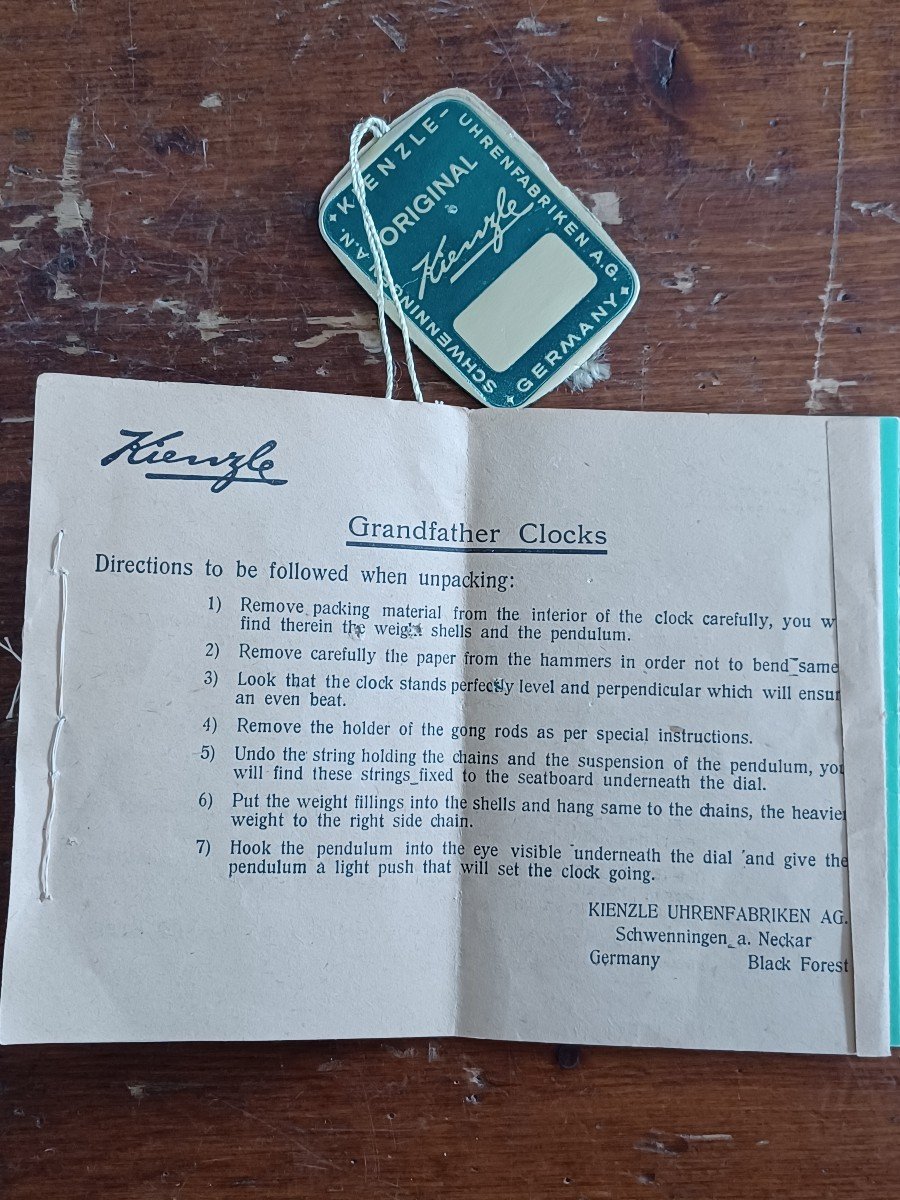 KIENZLE - UHRENFABRIKEN A.G.
SCHWENNINGEN A.N.
GERMANY
ORIGINAL
Kienzle
Kienzle
Grandfather Clocks
Directions to be followed when unpacking:
1) Remove packing material from the interior of the clock carefully, you w
find therein the weight shells and the pendulum.
2) Remove carefully the paper from the hammers in order not to bend same
3) Look that the clock stands perfectly level and perpendicular which will ensur
an even beat.
4) Remove the holder of the gong rods as per special instructions.
5) Undo the string holding the chains and the suspension of the pendulum, you
will find these strings fixed to the seatboard underneath the dial.
6) Put the weight fillings into the shells and hang same to the chains, the heavier
weight to the right side chain.
7) Hook the pendulum into the eye visible underneath the dial and give the
pendulum a light push that will set the clock going.
KIENZLE UHRENFABRIKEN AG.
Schwenningen a. Neckar
Germany Black Forest